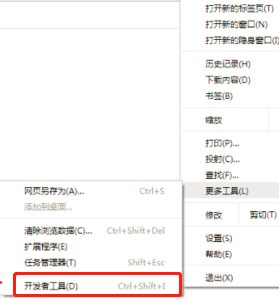 打开新的标签页(T)
打开新的窗口(N)
打开新的隐身窗口(I)
历史记录(H)
下载内容(D)
书签(B)
缩放
打印(P)...
投射(C)...
查找(F)...
更多工具(L)
修改 剪切(T)
设置(S)
帮助(E)
退出(X)
网页另存为(A)... Ctrl+S
添加到桌面...
清除浏览数据(C)... Ctrl+Shift+Del
扩展程序(E)
任务管理器(T) Shift+Esc
开发者工具(D) Ctrl+Shift+I